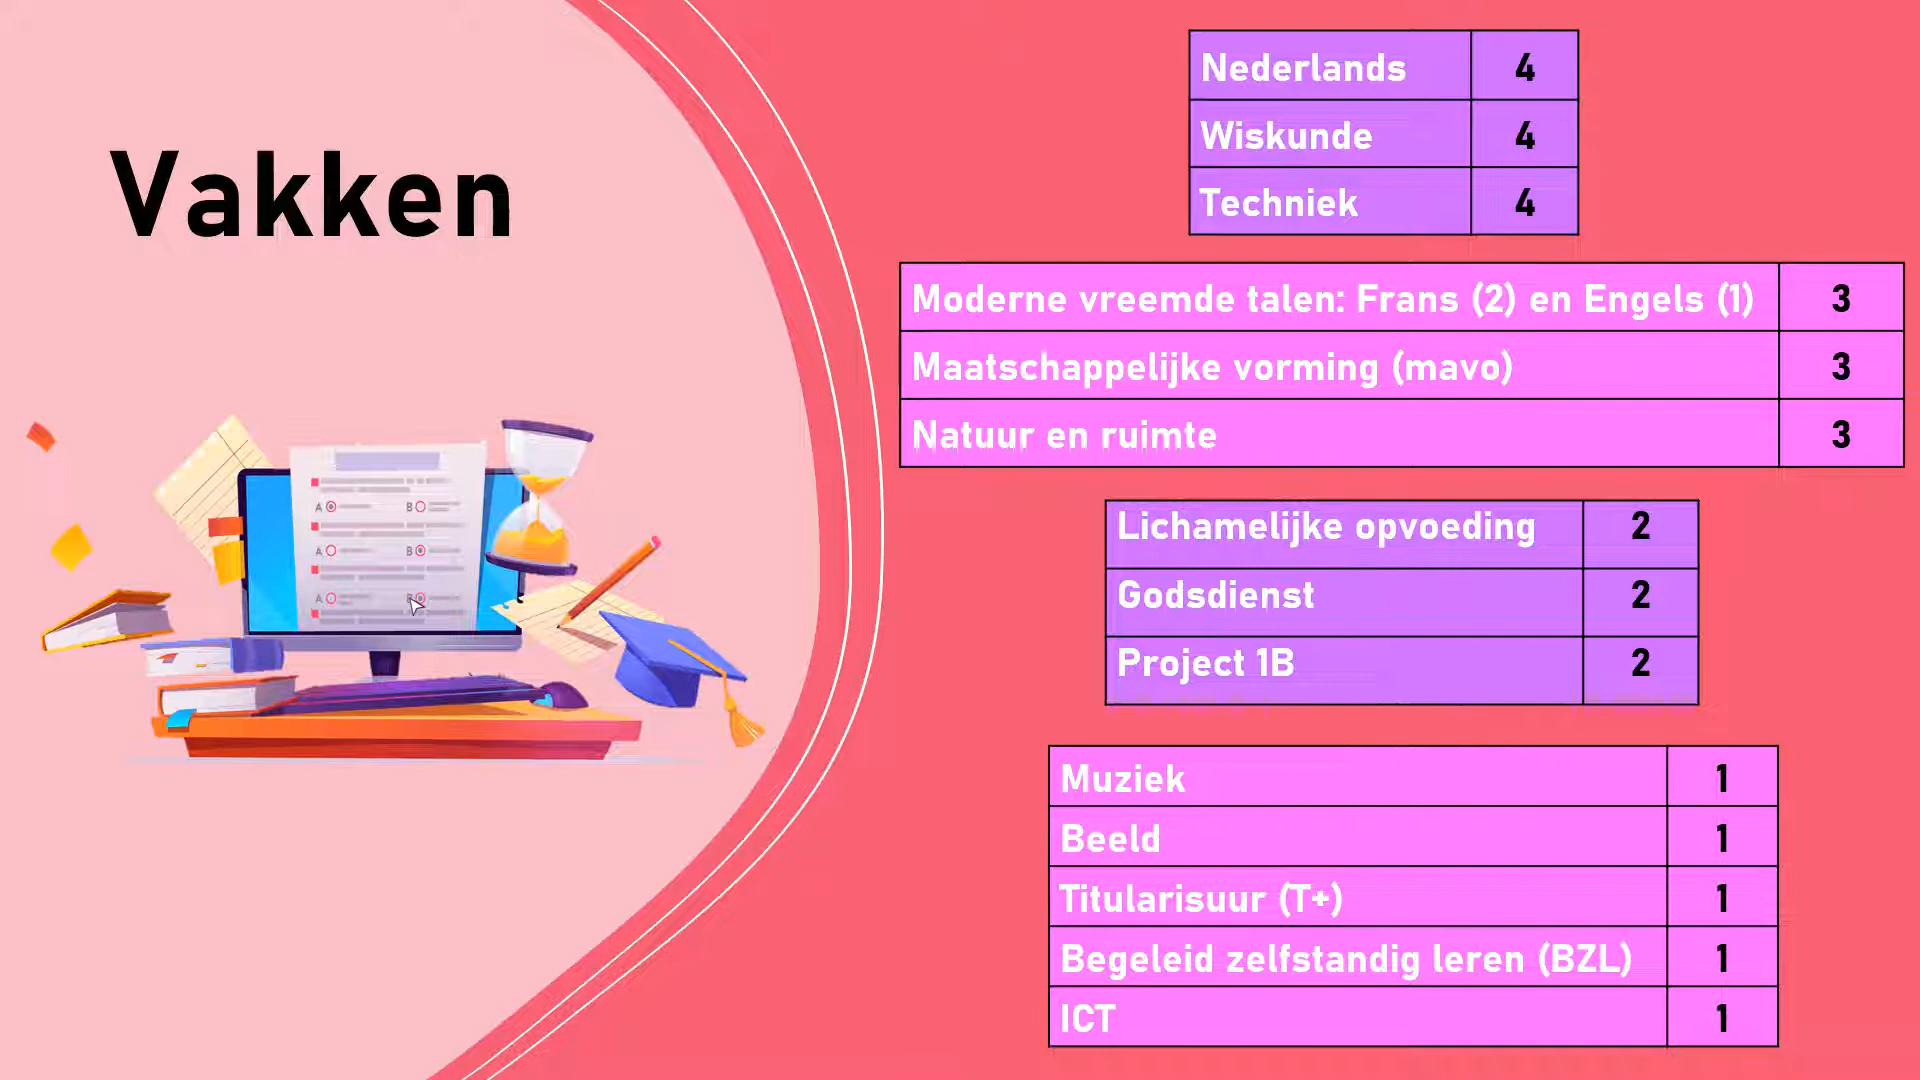 Vakken
Nederlands 4
Wiskunde 4
Techniek 4
Moderne vreemde talen: Frans (2) en Engels (1) 3
Maatschappelijke vorming (mavo) 3
Natuur en ruimte 3
Lichamelijke opvoeding 2
Godsdienst 2
Project 1B 2
Muziek 1
Beeld 1
Titularisuur (T+) 1
Begeleid zelfstandig leren (BZL) 1
ICT 1
A B
A B
A B